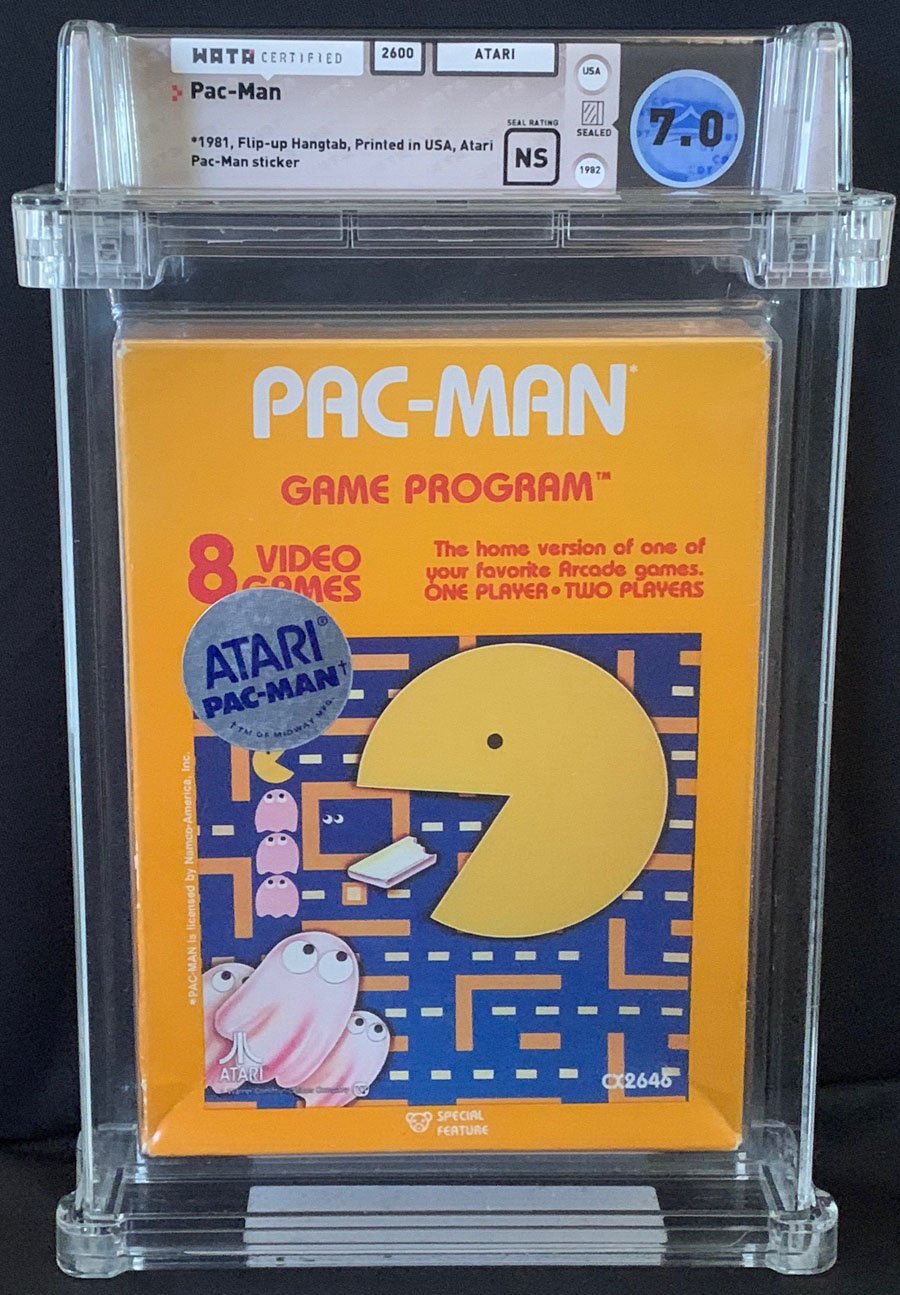 WATA CERTIFIED
2600
ATARI
Pac-Man
*1981, Flip-up Hangtab, Printed in USA, Atari
Pac-Man sticker
SEAL RATING
NS
USA
SEALED
1982
7.0
PAC-MAN*
GAME PROGRAM™
8 VIDEO
GAMES
The home version of one of
your favorite Arcade games.
ONE PLAYER • TWO PLAYERS
ATARI®
PAC-MAN†
†TM OF MIDWAY MFG.
*PAC-MAN is licensed by Namco-America, Inc.
ATARI
CX2646
SPECIAL
FEATURE